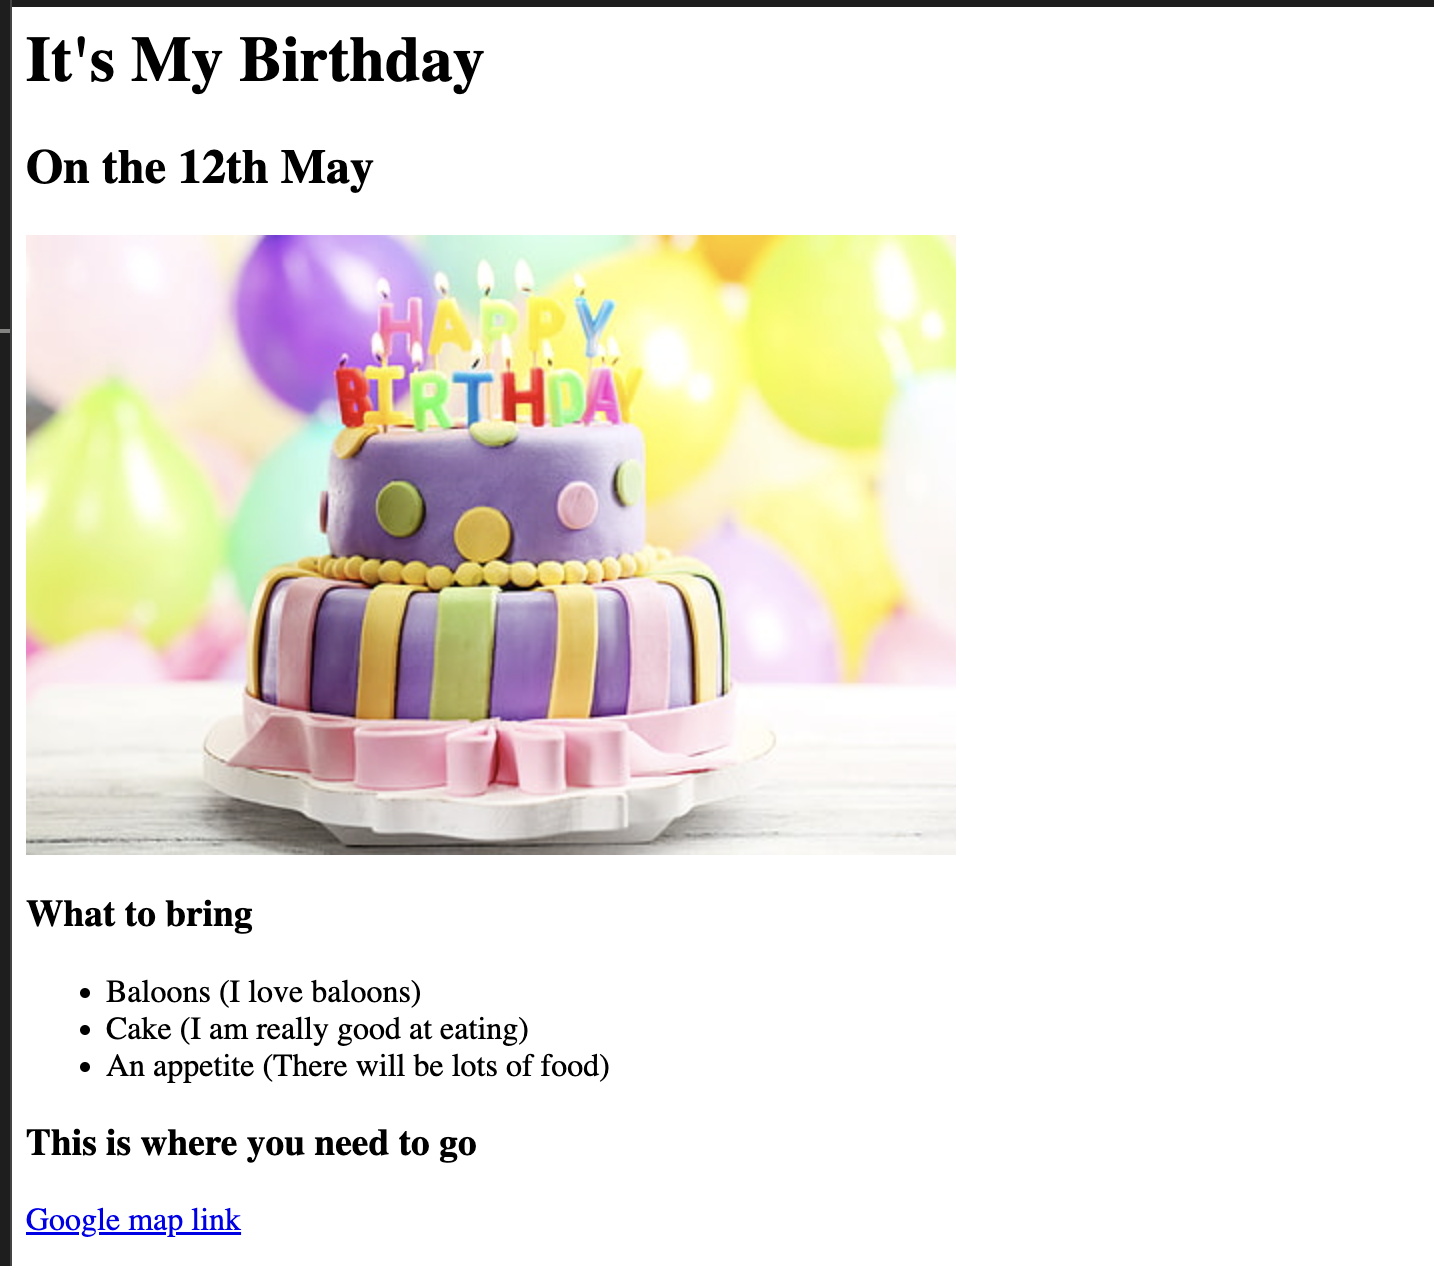 It's My Birthday
On the 12th May
HAPPY
BIRTHDAY
What to bring
Baloons (I love baloons)
Cake (I am really good at eating)
An appetite (There will be lots of food)
This is where you need to go
Google map link